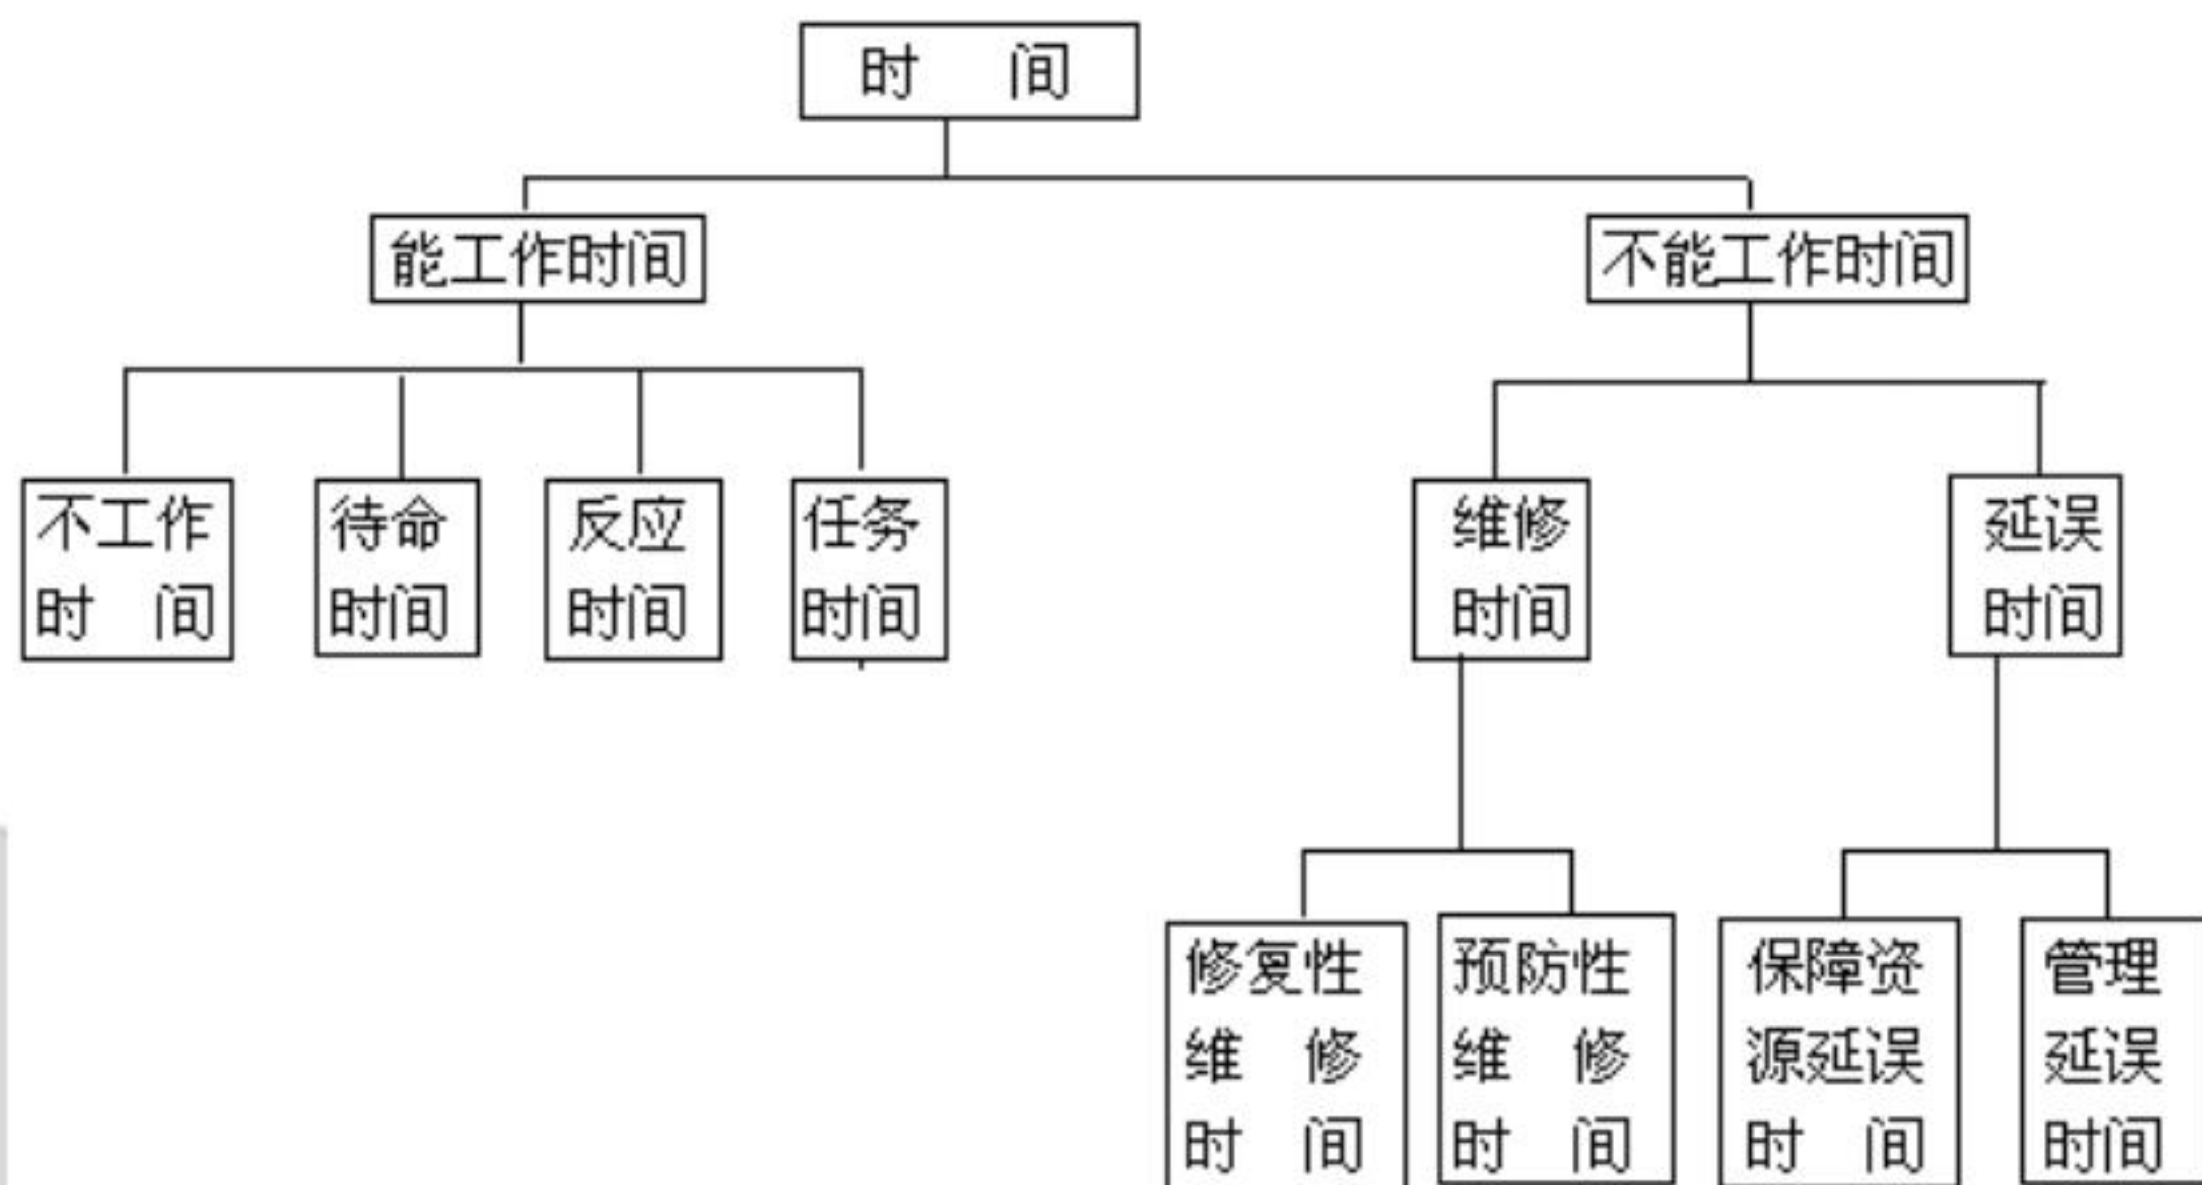 时 间
能工作时间
不能工作时间
不工作
时 间
待命
时间
反应
时间
任务
时间
维修
时间
延误
时间
修复性
维 修
时 间
预防性
维 修
时 间
保障资
源延误
时 间
管理
延误
时间